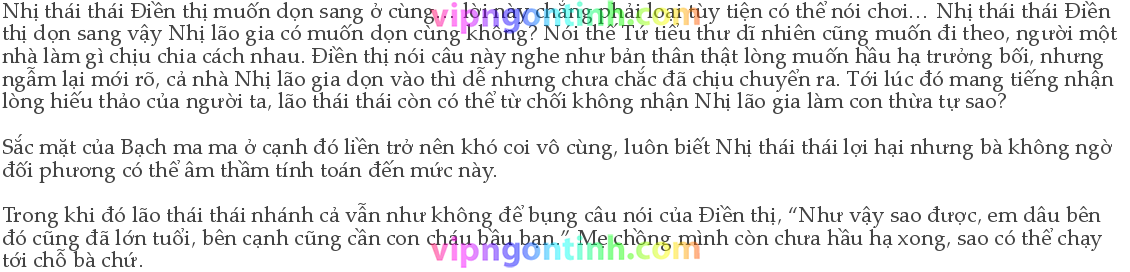 Nhị thái thái Điền thị muốn dọn sang ở cùng… lời này chẳng phải loại tùy tiện có thể nói chứ… Nhị thái thái Điền
vipngontinh.com
thị dọn sang vậy Nhị lão gia có muốn dọn cùng không? Nói thế Tứ tiểu thư dĩ nhiên cũng muốn đi theo, người một
nhà làm gì chịu chia cách nhau. Điền thị nói câu này nghe như bản thân thật lòng muốn hầu hạ trưởng bối, nhưng
ngẫm lại mới rõ, cả nhà Nhị lão gia dọn vào thì dễ nhưng chưa chắc đã chịu chuyển ra. Tới lúc đó mang tiếng nhận
lòng hiếu thảo của người ta, lão thái thái còn có thể từ chối không nhận Nhị lão gia làm con thừa tự sao?
Sắc mặt của Bạch ma ma ở cạnh đó liền trở nên khó coi vô cùng, luôn biết Nhị thái thái lợi hại nhưng bà không ngờ
đối phương có thể âm thầm tính toán đến mức này.
Trong khi đó lão thái thái nhánh cả vẫn như không để bụng câu nói của Điền thị, “Như vậy sao được, em dâu bên
đó cũng đã lớn tuổi, bên cạnh cũng cần con cháu bầu bạn.” Mẹ chồng mình còn chưa hầu hạ xong, sao có thể chạy
vipngontinh.com
tới chỗ bà chứ.